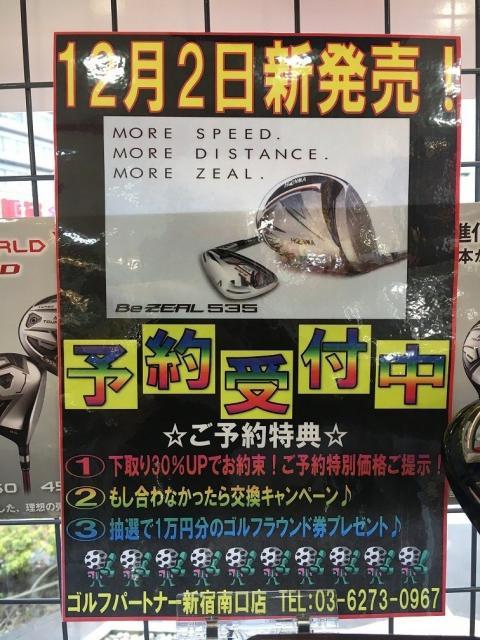 12月2日新発売!
MORE SPEED.
MORE DISTANCE.
MORE ZEAL.
HONMA
Be ZEAL 535
予約受付中
☆ご予約特典☆
① 下取り30%UPでお約束!ご予約特別価格ご提示!
② もし合わなかったら交換キャンペーン♪
③ 抽選で1万円分のゴルフラウンド券プレゼント♪
ゴルフパートナー新宿南口店 TEL:03-6273-0967
進化